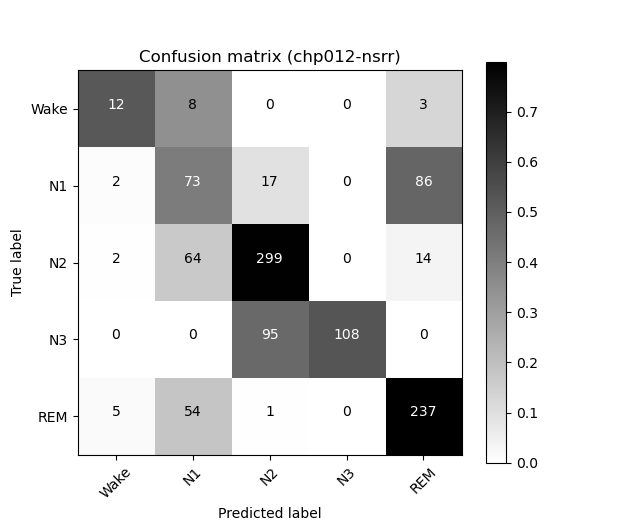 Confusion matrix (chp012-nsrr)
Wake 12 8 0 0 3
N1 2 73 17 0 86
N2 2 64 299 0 14
N3 0 0 95 108 0
REM 5 54 1 0 237
Wake N1 N2 N3 REM
Predicted label
True label
0.7
0.6
0.5
0.4
0.3
0.2
0.1
0.0